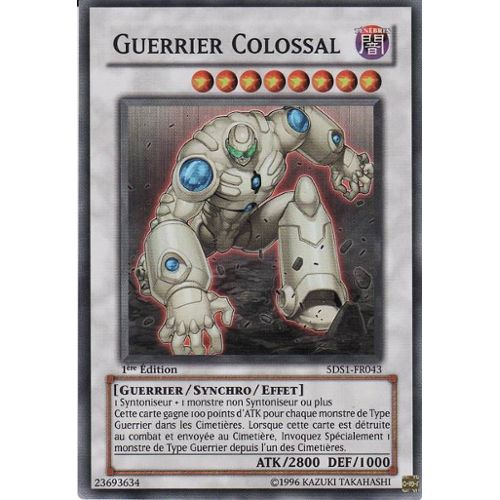 GUERRIER COLOSSAL
TÉNÈBRES
闇
1ère Édition
SDS1-FR043
[GUERRIER/SYNCHRO/EFFET]
1 Syntoniseur + 1 monstre non Syntoniseur ou plus
Cette carte gagne 100 points d'ATK pour chaque monstre de Type
Guerrier dans les Cimetières. Lorsque cette carte est détruite
au combat et envoyée au Cimetière, Invoquez Spécialement 1
monstre de Type Guerrier depuis l'un des Cimetières.
ATK/2800 DEF/1000
23693634
©1996 KAZUKI TAKAHASHI